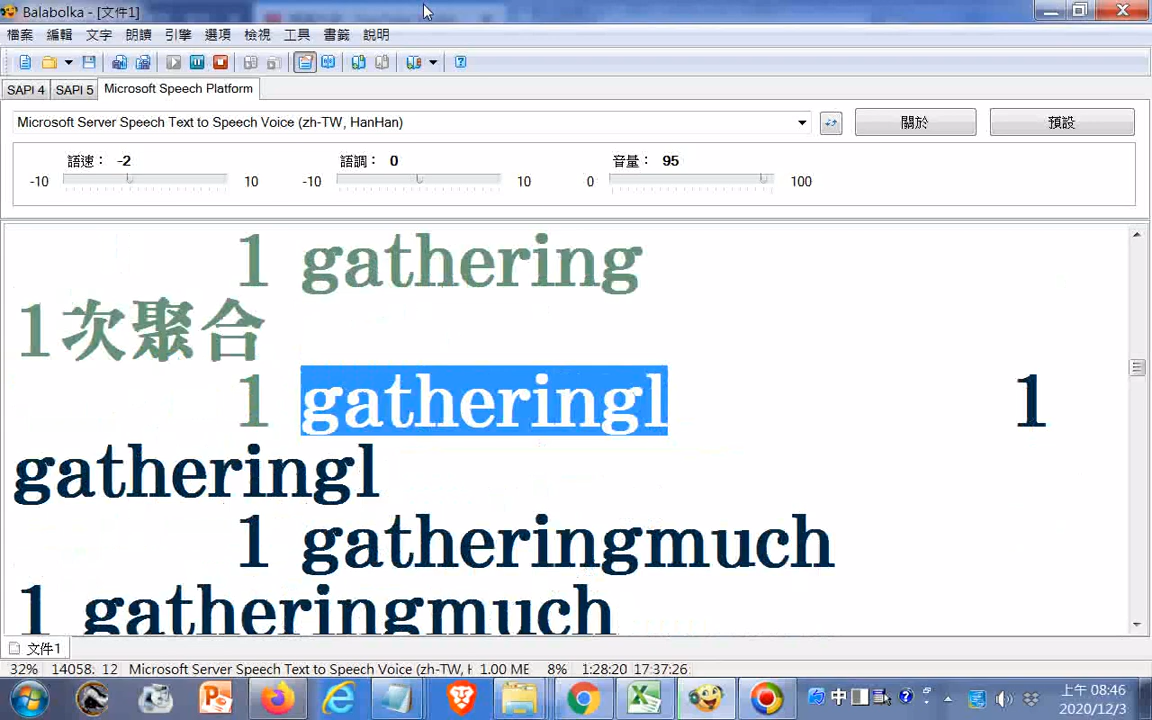 Balabolka - [文件1]
檔案 編輯 文字 朗讀 引擎 選項 檢視 工具 書籤 說明
SAPI 4 SAPI 5 Microsoft Speech Platform
Microsoft Server Speech Text to Speech Voice (zh-TW, HanHan) 關於 預設
語速： -2 語調： 0 音量： 95
-10 10 -10 10 0 100
1 gathering
1次聚合
1 gatheringl 1
gatheringl
1 gatheringmuch
1 gatheringmuch
文件1
32% 14058: 12 Microsoft Server Speech Text to Speech Voice (zh-TW, H 1.00 ME 8% 1:28:20 17:37:26
中 上午 08:46
2020/12/3